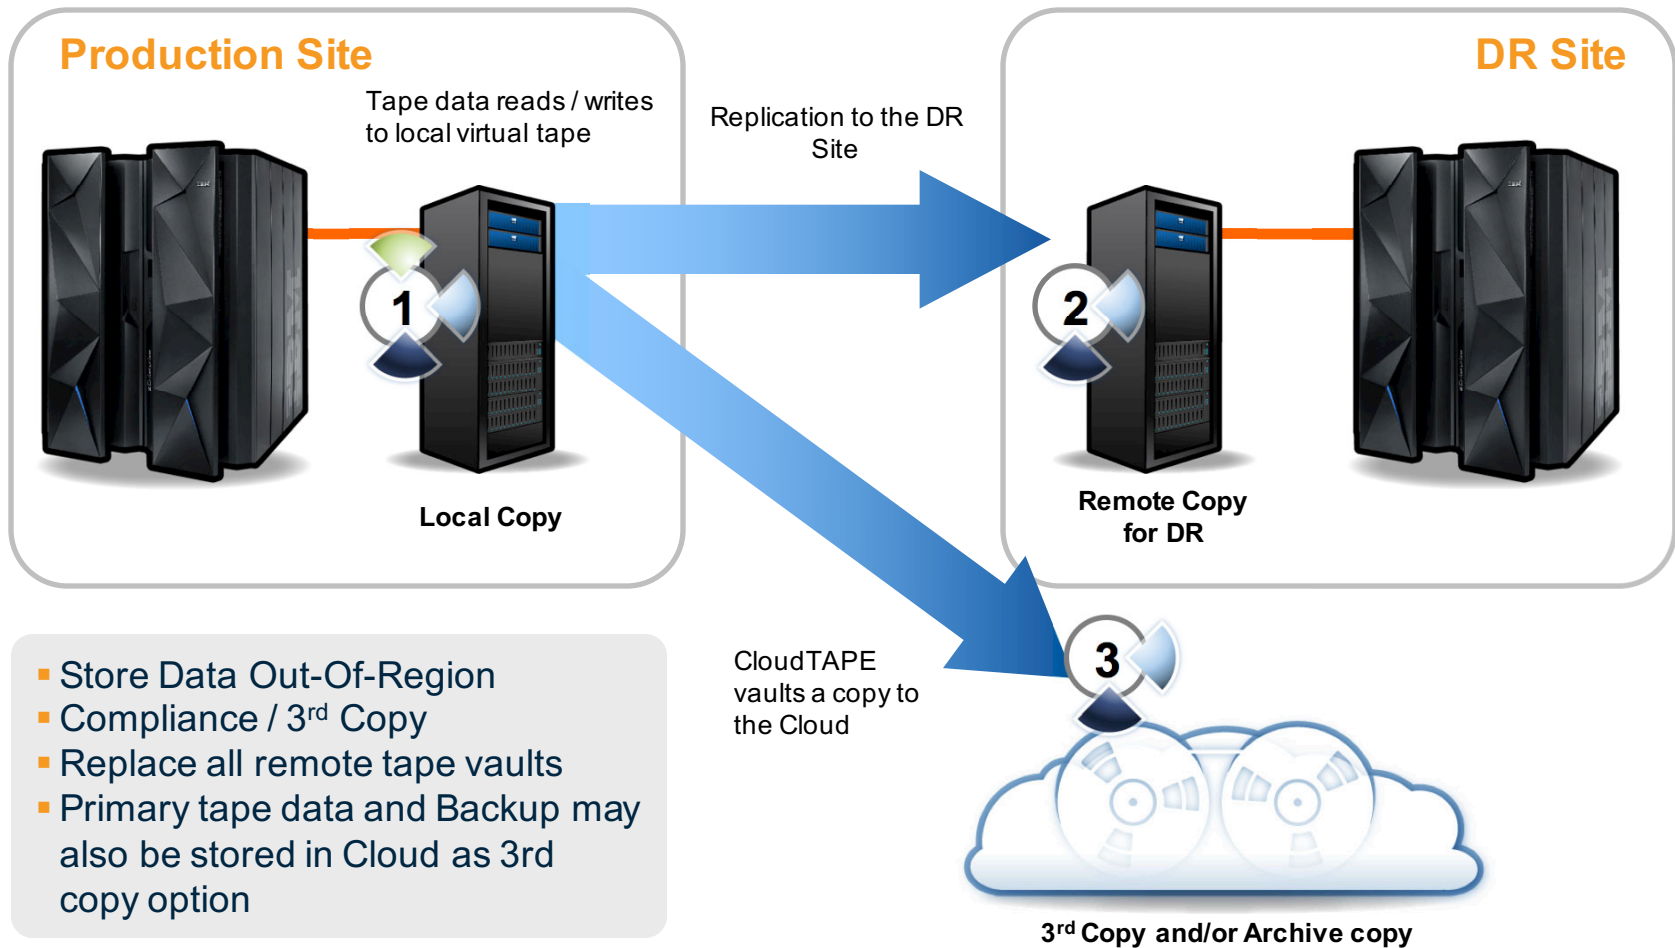 Production Site
DR Site
Tape data reads / writes
to local virtual tape
Replication to the DR
Site
IBM
IBM
1
2
Local Copy
Remote Copy
for DR
Store Data Out-Of-Region
Compliance / 3rd Copy
Replace all remote tape vaults
Primary tape data and Backup may
also be stored in Cloud as 3rd
copy option
CloudTAPE
vaults a copy to
the Cloud
3
3rd Copy and/or Archive copy